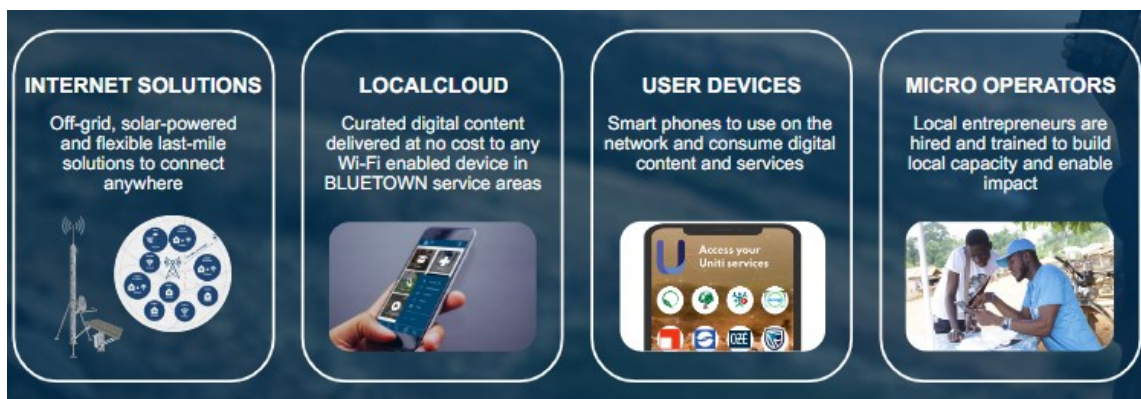 INTERNET SOLUTIONS
Off-grid, solar-powered
and flexible last-mile
solutions to connect
anywhere
LOCALCLOUD
Curated digital content
delivered at no cost to any
Wi-Fi enabled device in
BLUETOWN service areas
USER DEVICES
Smart phones to use on the
network and consume digital
content and services
Access your
Uniti services
OZÉ
MICRO OPERATORS
Local entrepreneurs are
hired and trained to build
local capacity and enable
impact